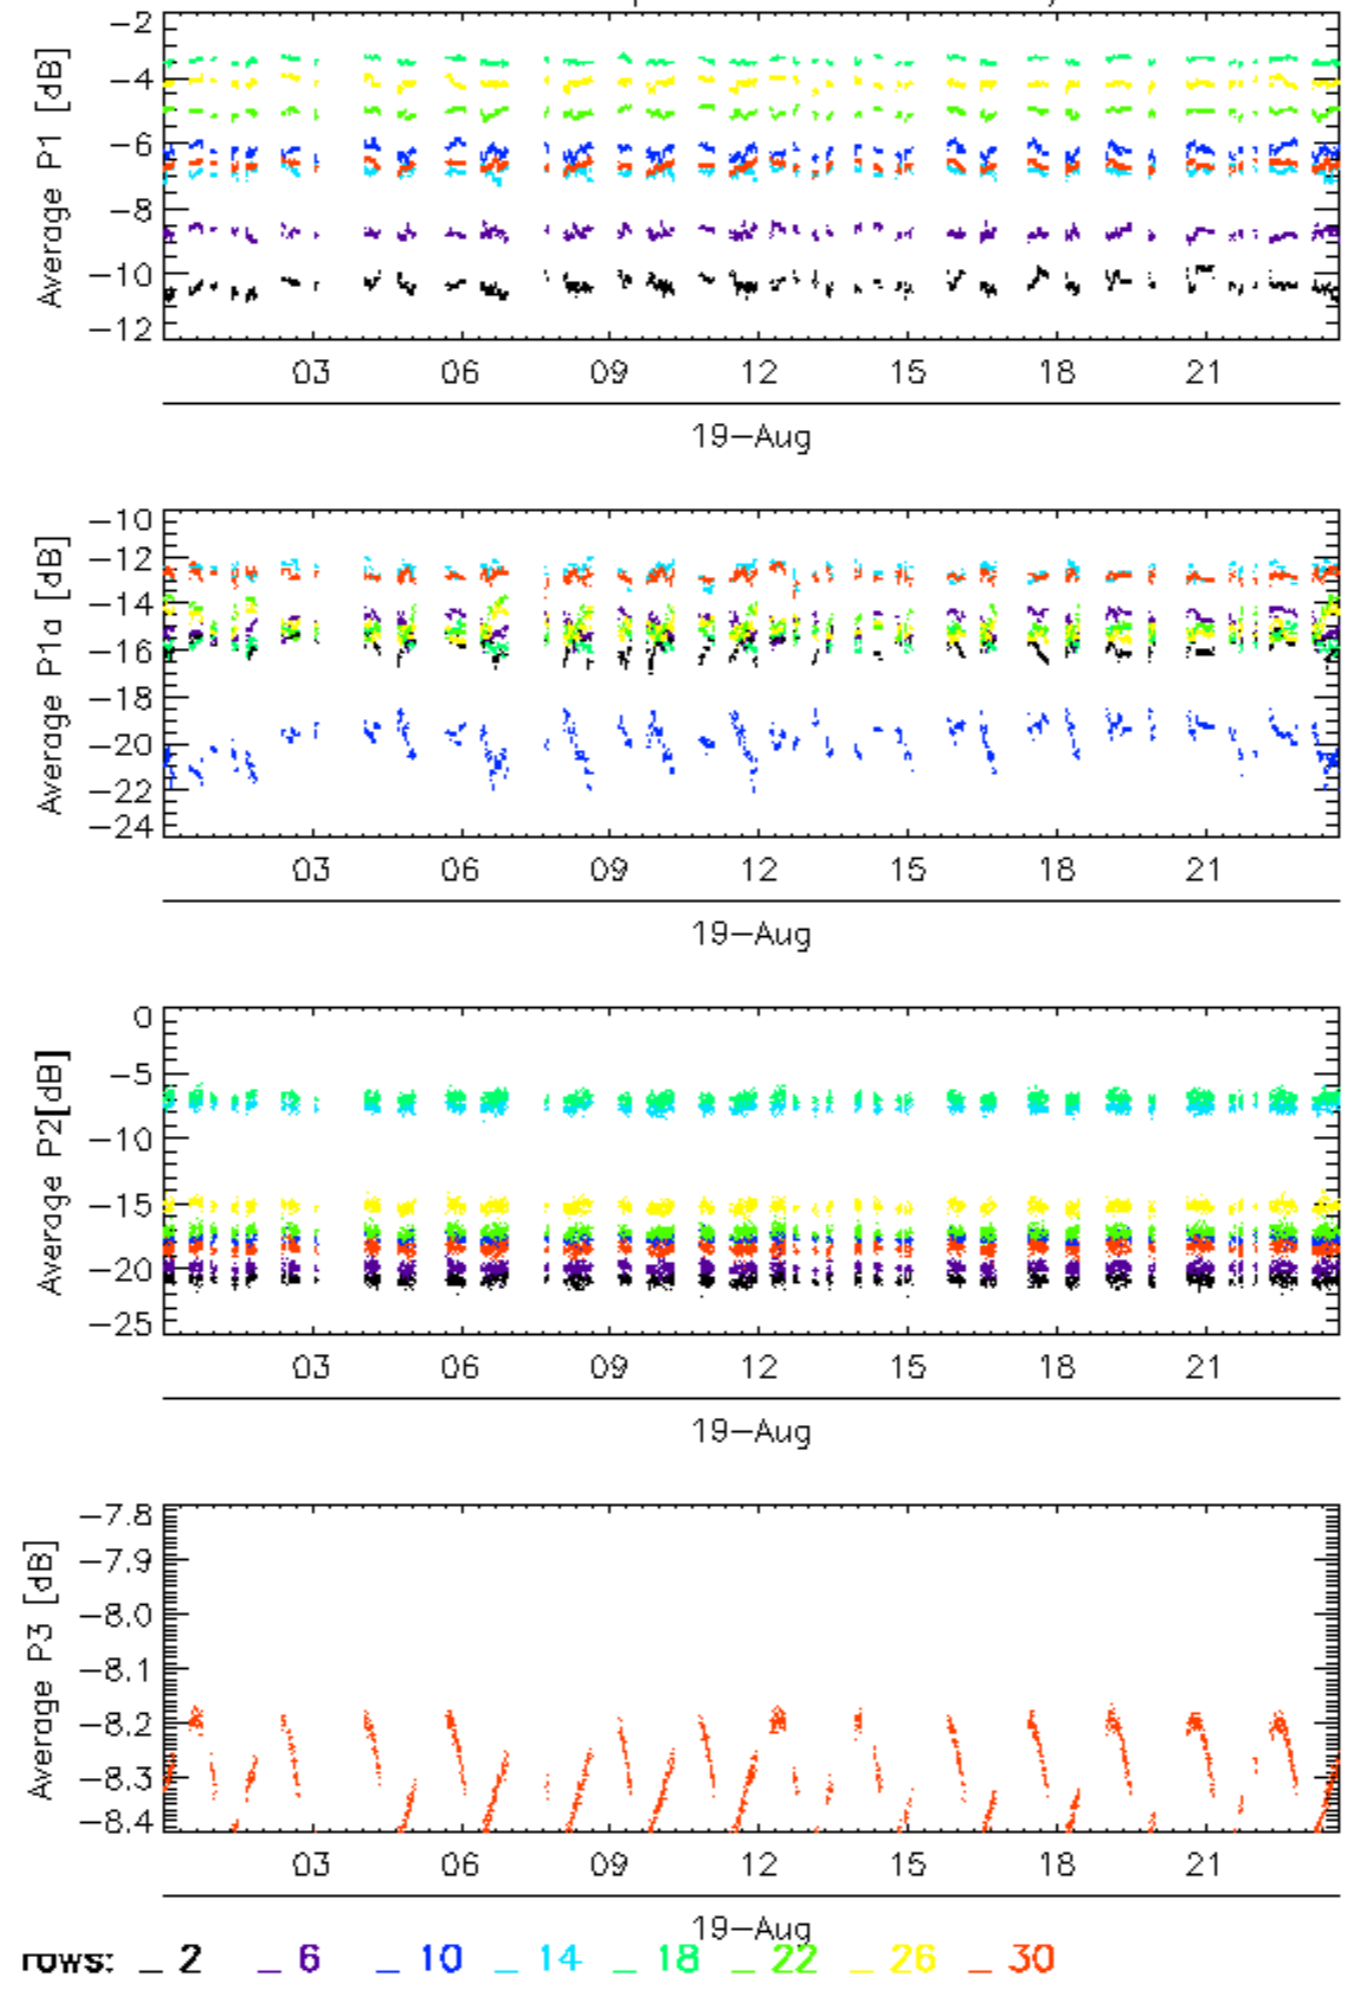 Average P1 [dB]
−2
−4
−6
−8
−10
−12
03 06 09 12 15 18 21
19−Aug
Average P1a [dB]
−10
−12
−14
−16
−18
−20
−22
−24
03 06 09 12 15 18 21
19−Aug
Average P2[dB]
0
−5
−10
−15
−20
−25
03 06 09 12 15 18 21
19−Aug
Average P3 [dB]
−7.8
−7.9
−8.0
−8.1
−8.2
−8.3
−8.4
03 06 09 12 15 18 21
19−Aug
rows: _ 2 _ 6 _ 10 _ 14 _ 18 _ 22 _ 26 _ 30